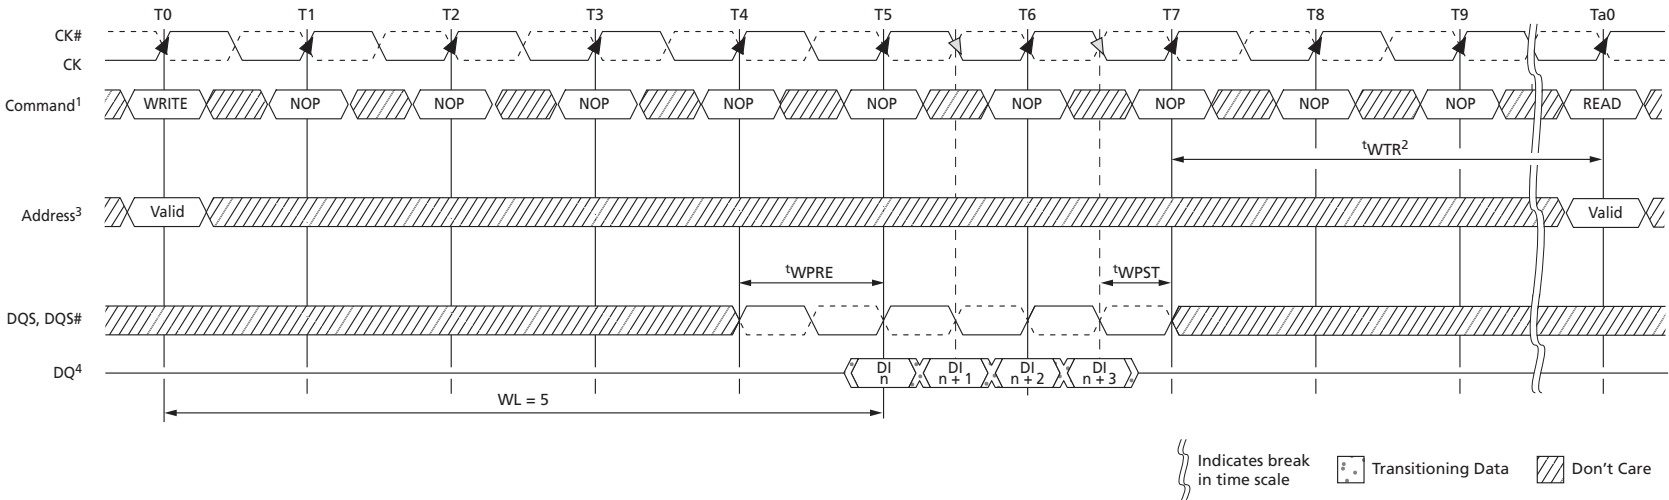 T0 T1 T2 T3 T4 T5 T6 T7 T8 T9 Ta0
CK#
CK
Command1 WRITE NOP NOP NOP NOP NOP NOP NOP NOP NOP READ
tWTR2
Address3 Valid Valid
tWPRE tWPST
DQS, DQS#
DQ4 DI n DI n + 1 DI n + 2 DI n + 3
WL = 5
Indicates break
in time scale
Transitioning Data
Don't Care